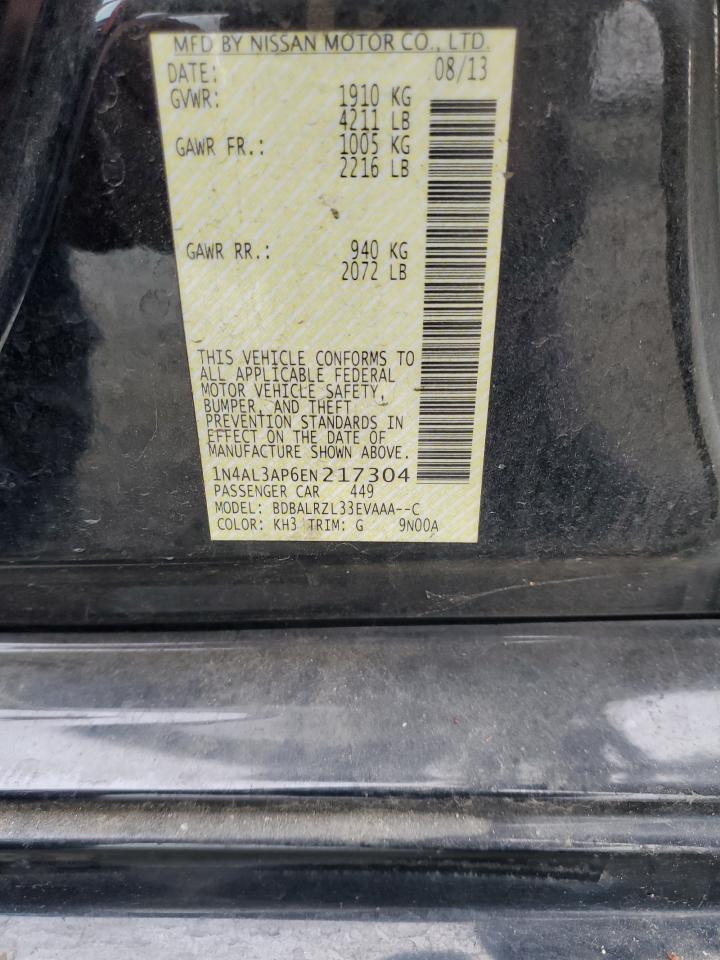 MFD BY NISSAN MOTOR CO., LTD.
DATE: 08/13
GVWR: 1910 KG
4211 LB
GAWR FR.: 1005 KG
2216 LB
GAWR RR.: 940 KG
2072 LB
THIS VEHICLE CONFORMS TO
ALL APPLICABLE FEDERAL
MOTOR VEHICLE SAFETY,
BUMPER, AND THEFT
PREVENTION STANDARDS IN
EFFECT ON THE DATE OF
MANUFACTURE SHOWN ABOVE.
1N4AL3AP6EN217304
PASSENGER CAR 449
MODEL: BDBALRZL33EVAAA--C
COLOR: KH3 TRIM: G 9N00A